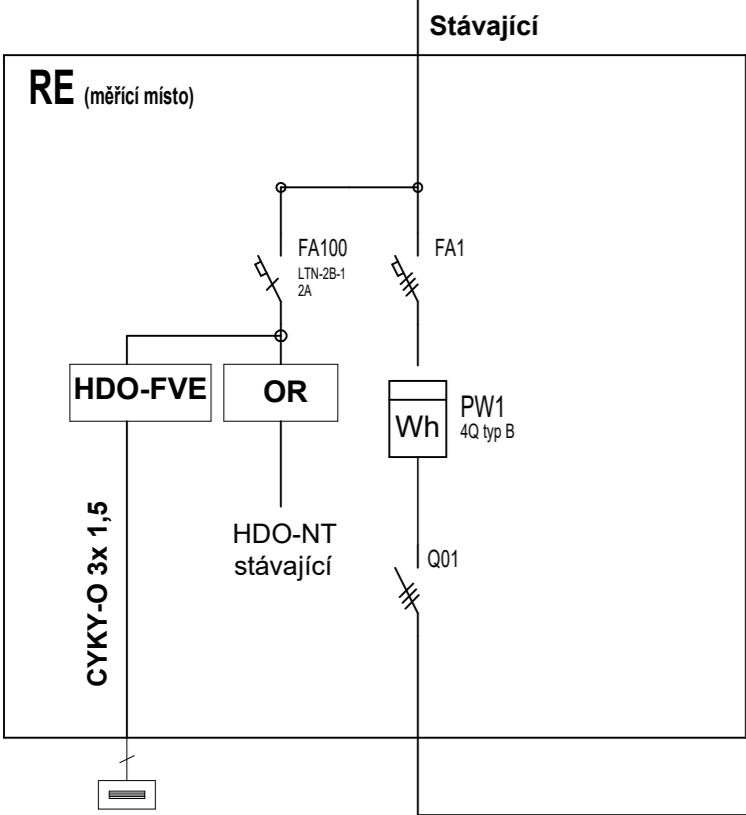 Stávající
RE (měřící místo)
FA100
LTN-2B-1
2A
FA1
HDO-FVE
OR
Wh
PW1
4Q typ B
HDO-NT
stávající
Q01
CYKY-O 3x 1,5